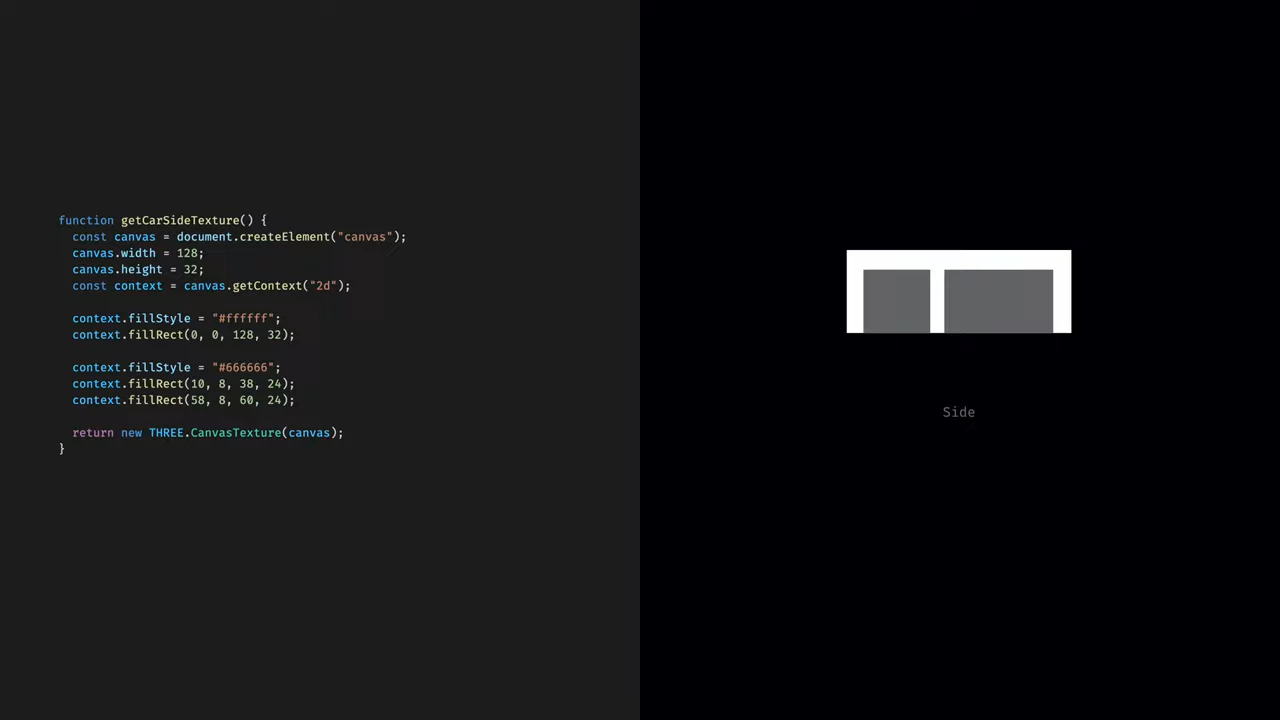 function getCarSideTexture() {
  const canvas = document.createElement("canvas");
  canvas.width = 128;
  canvas.height = 32;
  const context = canvas.getContext("2d");

  context.fillStyle = "#ffffff";
  context.fillRect(0, 0, 128, 32);

  context.fillStyle = "#666666";
  context.fillRect(10, 8, 38, 24);
  context.fillRect(58, 8, 60, 24);

  return new THREE.CanvasTexture(canvas);
}
Side